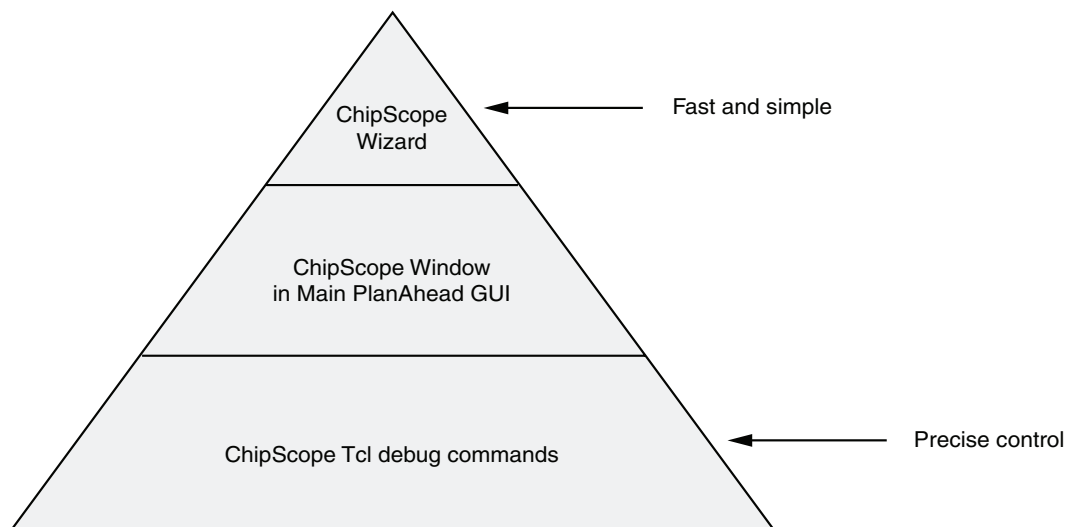 ChipScope
Wizard
Fast and simple
ChipScope Window
in Main PlanAhead GUI
ChipScope Tcl debug commands
Precise control